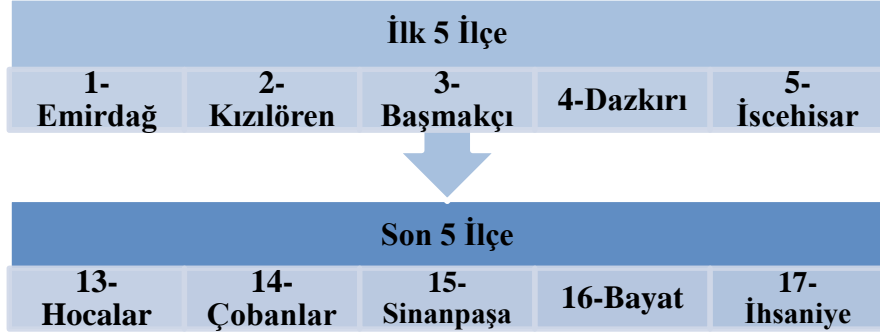 İlk 5 İlçe
1-
Emirdağ
2-
Kızılören
3-
Başmakçı
4-Dazkırı
5-
İscehisar
Son 5 İlçe
13-
Hocalar
14-
Çobanlar
15-
Sinanpaşa
16-Bayat
17-
İhsaniye